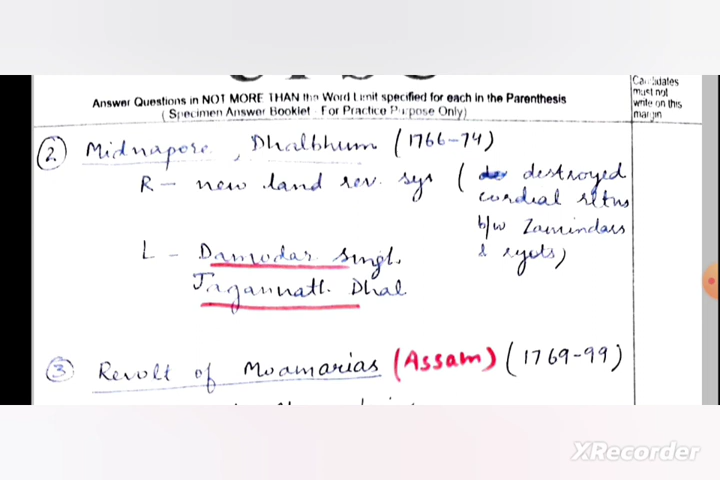 Candidates
must not
write on this
margin
Answer Questions in NOT MORE THAN the Word Limit specified for each in the Parenthesis
(Specimen Answer Booklet - For Practice Purpose Only)
② Midnapore, Dhalbhum (1766-74)
R - new land rev. sys (destroyed
cordial reltns
b/w Zamindars
& ryots)
L - Damodar Singh,
Jagannath Dhal
③ Revolt of Moamarias (Assam) (1769-99)
XRecorder